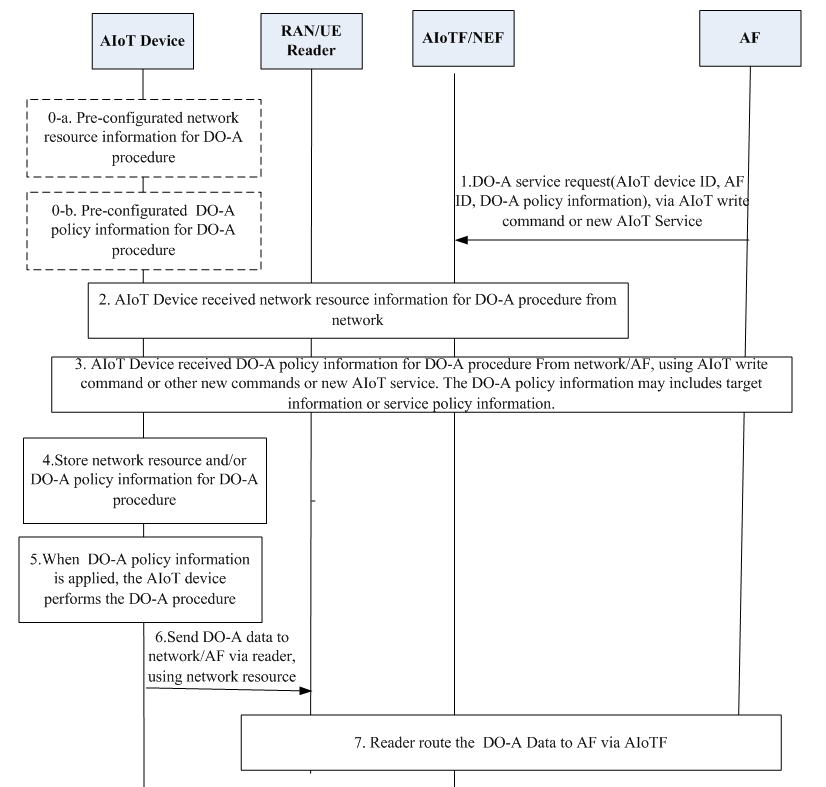 AIoT Device
RAN/UE
Reader
AIoTF/NEF
AF
0-a. Pre-configurated network
resource information for DO-A
procedure
0-b. Pre-configurated DO-A
policy information for DO-A
procedure
1.DO-A service request(AIoT device ID, AF
ID, DO-A policy information), via AIoT write
command or new AIoT Service
2. AIoT Device received network resource information for DO-A procedure from
network
3. AIoT Device received DO-A policy information for DO-A procedure From network/AF, using AIoT write
command or other new commands or new AIoT service. The DO-A policy information may includes target
information or service policy information.
4.Store network resource and/or
DO-A policy information for DO-A
procedure
5.When DO-A policy information
is applied, the AIoT device
performs the DO-A procedure
6.Send DO-A data to
network/AF via reader,
using network resource
7. Reader route the DO-A Data to AF via AIoTF